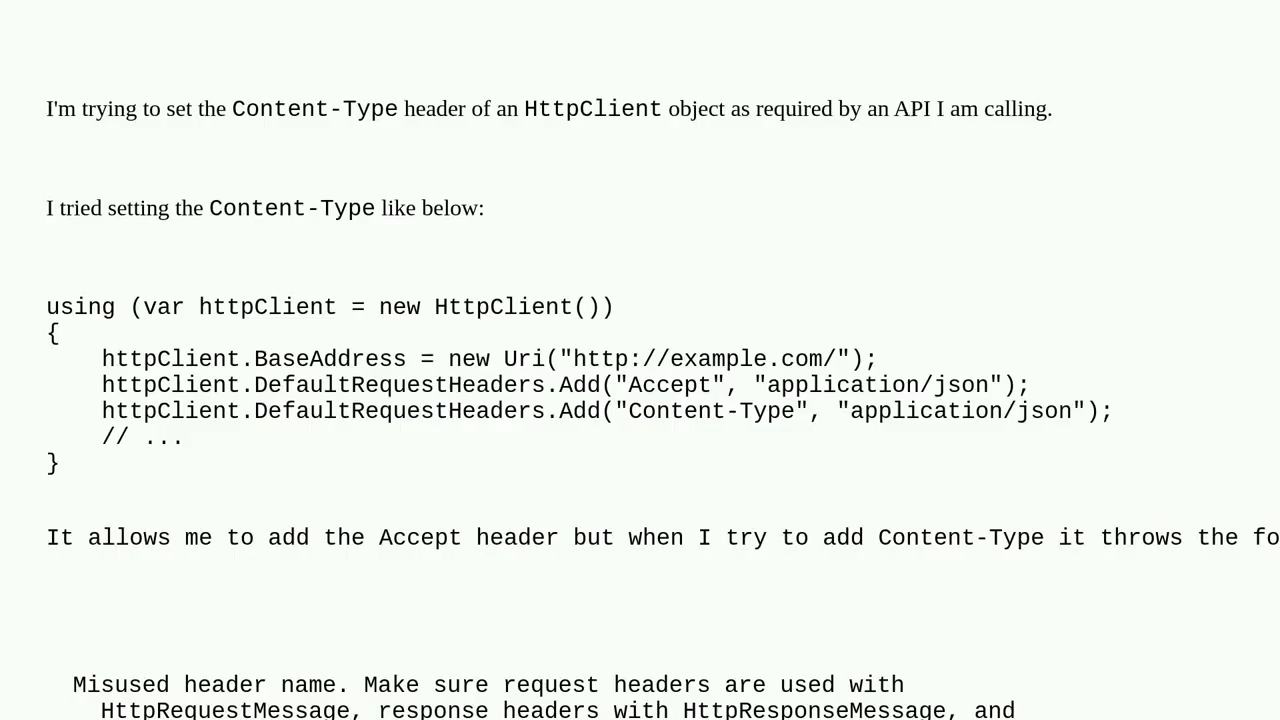 I'm trying to set the Content-Type header of an HttpClient object as required by an API I am calling.
I tried setting the Content-Type like below:
using (var httpClient = new HttpClient())
{
    httpClient.BaseAddress = new Uri("http://example.com/");
    httpClient.DefaultRequestHeaders.Add("Accept", "application/json");
    httpClient.DefaultRequestHeaders.Add("Content-Type", "application/json");
    // ...
}
It allows me to add the Accept header but when I try to add Content-Type it throws the fo
Misused header name. Make sure request headers are used with
HttpRequestMessage, response headers with HttpResponseMessage, and